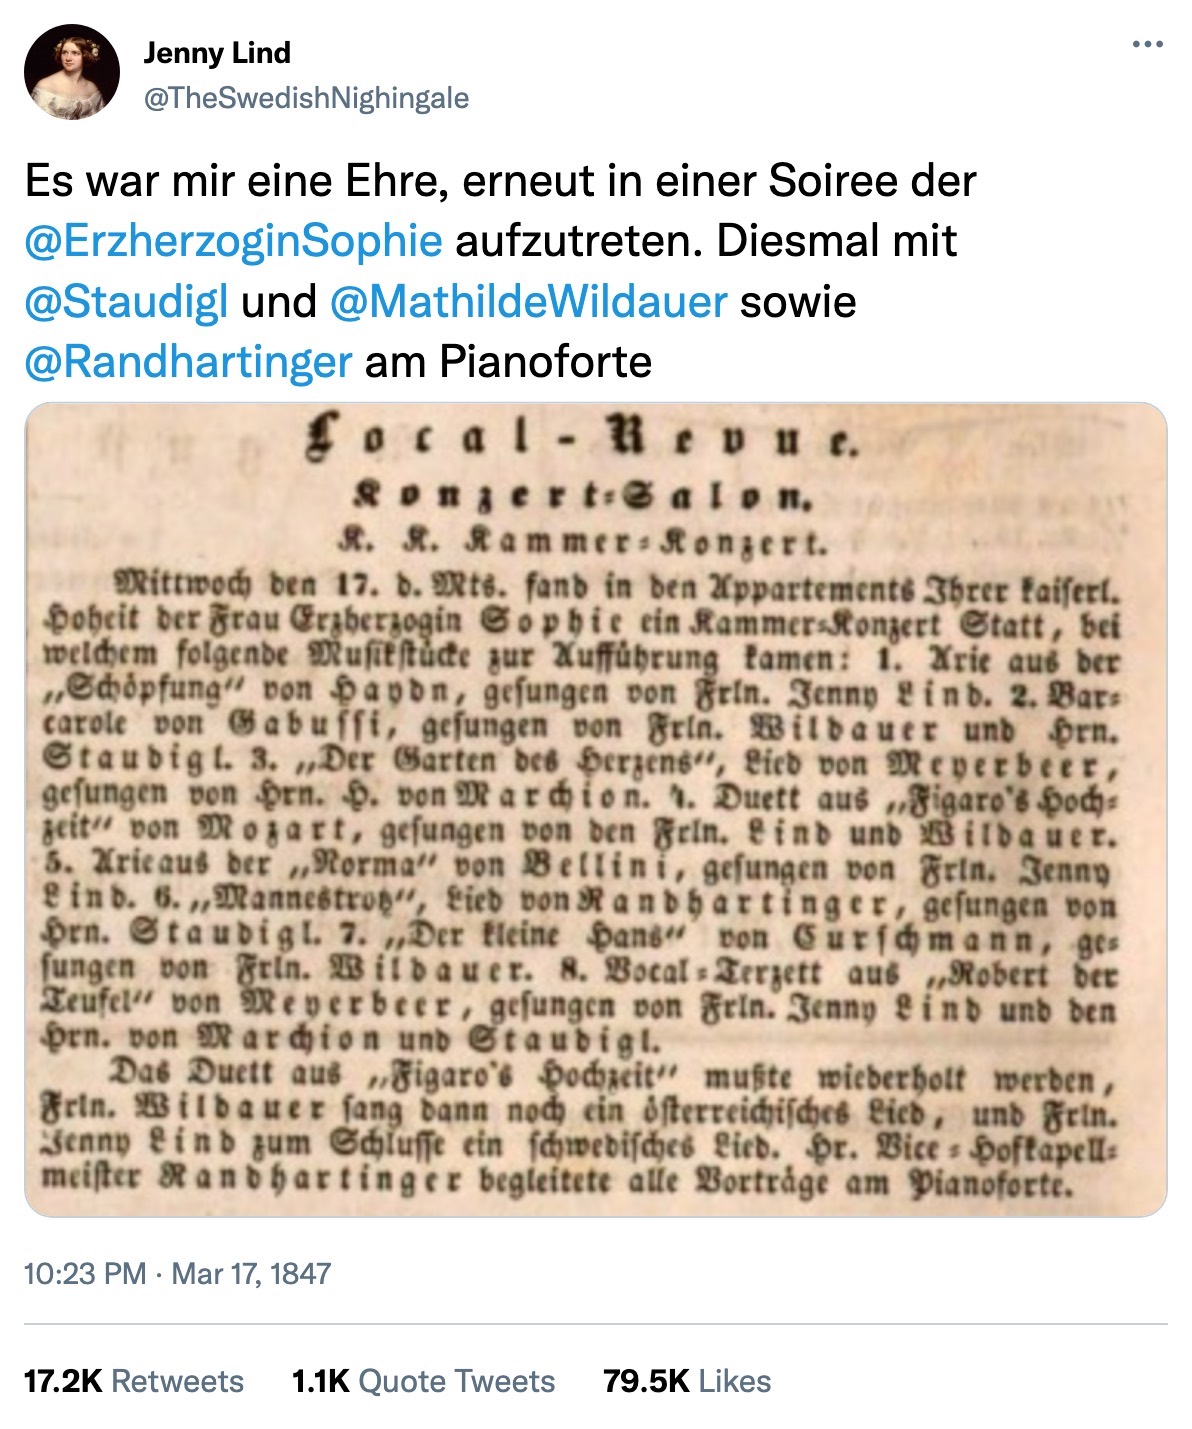 Jenny Lind
@TheSwedishNighingale
Es war mir eine Ehre, erneut in einer Soiree der
@ErzherzoginSophie aufzutreten. Diesmal mit
@Staudigl und @MathildeWildauer sowie
@Randhartinger am Pianoforte
Local-Revue.
Konzert-Salon.
K. K. Kammer-Konzert.
Mittwoch den 17. d. Mts. fand in den Appartements Ihrer kaiserl.
Hoheit der Frau Erzherzogin Sophie ein Kammer-Konzert Statt, bei
welchem folgende Musikstücke zur Aufführung kamen: 1. Arie aus der
„Schöpfung“ von Haydn, gesungen von Frln. Jenny Lind. 2. Bar-
carole von Gabussi, gesungen von Frln. Wildauer und Hrn.
Staudigl. 3. „Der Garten des Herzens“, Lied von Meyerbeer,
gesungen von Hrn. H. von Marchion. 4. Duett aus „Figaro's Hoch-
zeit“ von Mozart, gesungen von den Frln. Lind und Wildauer.
5. Arie aus der „Norma“ von Bellini, gesungen von Frln. Jenny
Lind. 6. „Mannestrotz“, Lied von Randhartinger, gesungen von
Hrn. Staudigl. 7. „Der kleine Hans“ von Curschmann, ge-
sungen von Frln. Wildauer. 8. Vocal-Terzett aus „Robert der
Teufel“ von Meyerbeer, gesungen von Frln. Jenny Lind und den
Hrn. von Marchion und Staudigl.
Das Duett aus „Figaro's Hochzeit“ mußte wiederholt werden,
Frln. Wildauer sang dann noch ein österreichisches Lied, und Frln.
Jenny Lind zum Schlusse ein schwedisches Lied. Hr. Vice-Hofkapell-
meister Randhartinger begleitete alle Vorträge am Pianoforte.
10:23 PM · Mar 17, 1847
17.2K Retweets 1.1K Quote Tweets 79.5K Likes